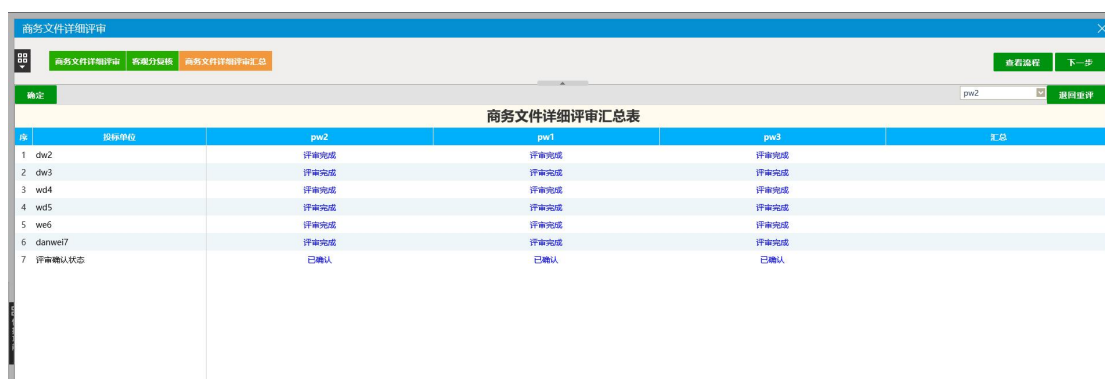 商务文件详细评审
商务文件详细评审 客观分复核 商务文件详细评审汇总 查看流程 下一步
确定 pw2 退回重评
商务文件详细评审汇总表
序 投标单位 pw2 pw1 pw3 汇总
1 dw2 评审完成 评审完成 评审完成
2 dw3 评审完成 评审完成 评审完成
3 wd4 评审完成 评审完成 评审完成
4 wd5 评审完成 评审完成 评审完成
5 we6 评审完成 评审完成 评审完成
6 danwei7 评审完成 评审完成 评审完成
7 评审确认状态 已确认 已确认 已确认